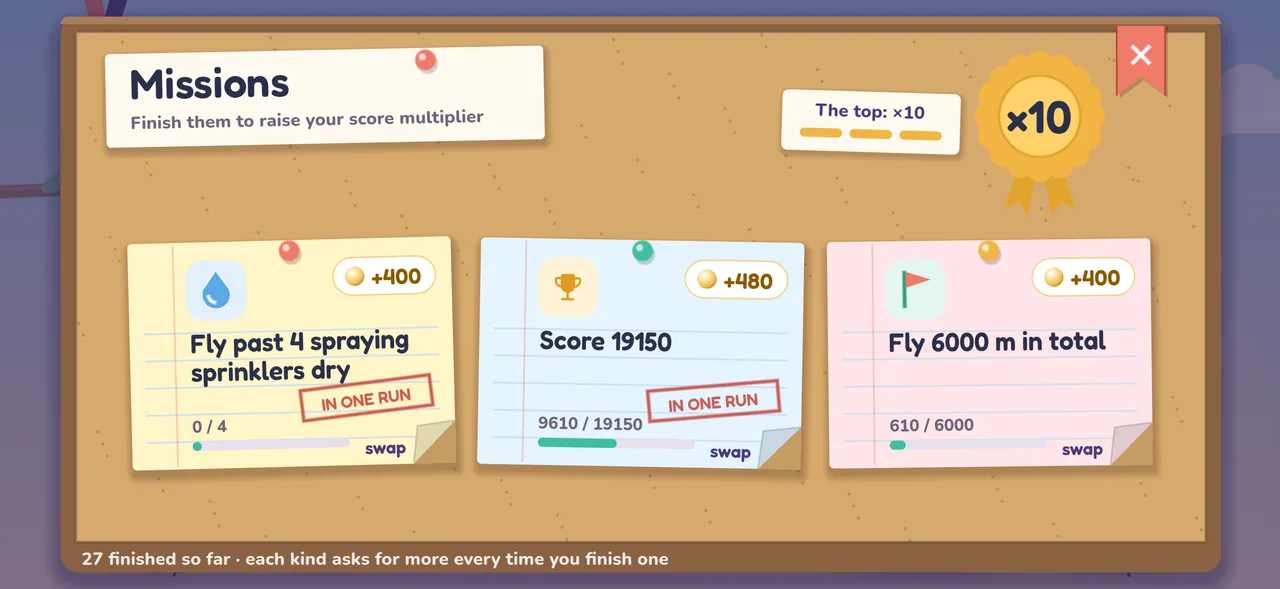 Missions
Finish them to raise your score multiplier
The top: ×10
×10
+400
Fly past 4 spraying
sprinklers dry
IN ONE RUN
0 / 4
swap
+480
Score 19150
IN ONE RUN
9610 / 19150
swap
+400
Fly 6000 m in total
610 / 6000
swap
27 finished so far · each kind asks for more every time you finish one